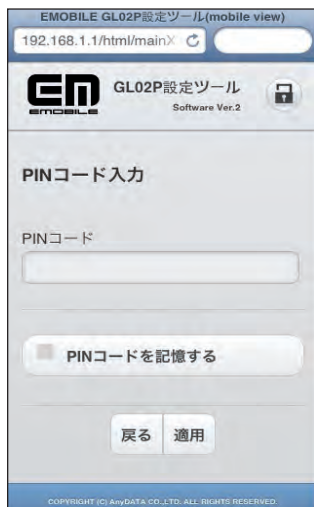 EMOBILE GL02P設定ツール(mobile view)
192.168.1.1/html/mainX
EM
EMOBILE
GL02P設定ツール
Software Ver.2
PINコード入力
PINコード
PINコードを記憶する
戻る 適用
COPYRIGHT (C) AnyDATA CO.,LTD. ALL RIGHTS RESERVED.